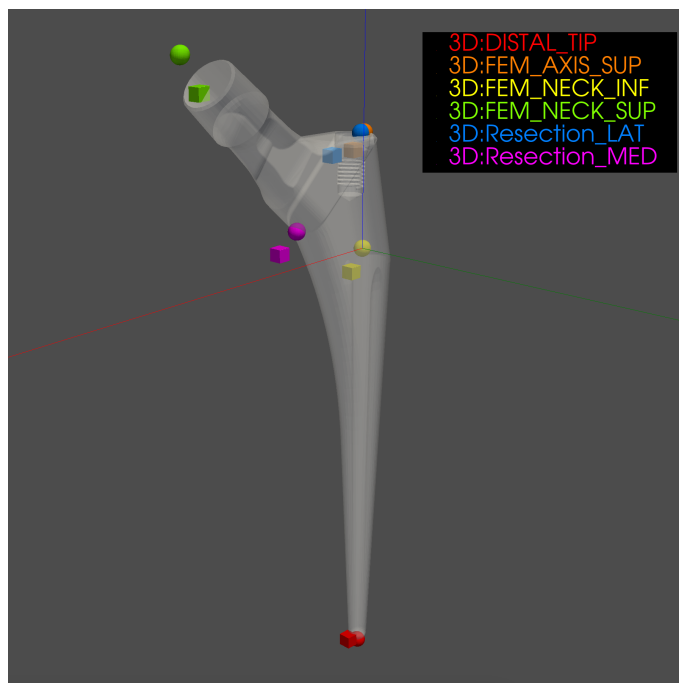 3D:DISTAL_TIP
3D:FEM_AXIS_SUP
3D:FEM_NECK_INF
3D:FEM_NECK_SUP
3D:Resection_LAT
3D:Resection_MED